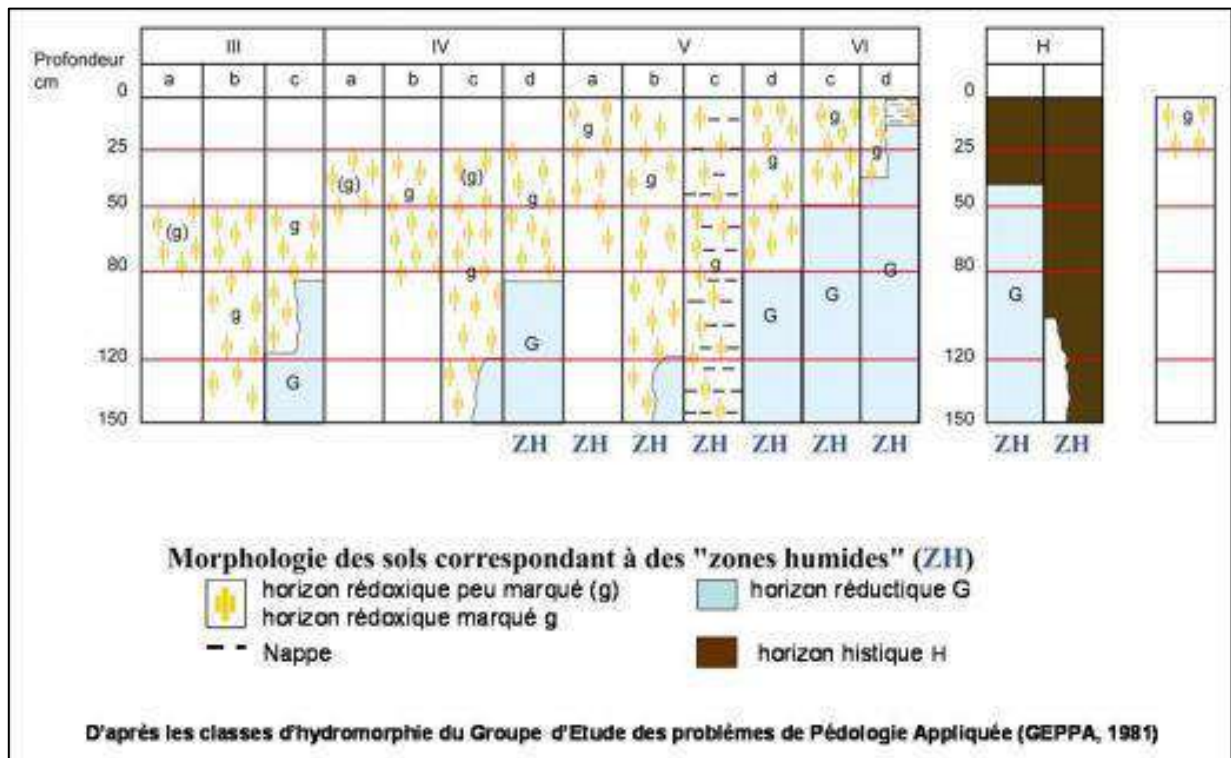 III IV V VI H
Profondeur
cm
a b c a b c d a b c d c d
0 0
25 25
50 50
80 80
120 120
150 150
(g) g g G
(g) g (g) g g G
g g g g G
g G g G
G
g
ZH ZH ZH ZH ZH ZH ZH ZH ZH
Morphologie des sols correspondant à des "zones humides" (ZH)
horizon rédoxique peu marqué (g)
horizon réductique G
horizon rédoxique marqué g
Nappe
horizon histique H
D'après les classes d'hydromorphie du Groupe d'Etude des problèmes de Pédologie Appliquée (GEPPA, 1981)